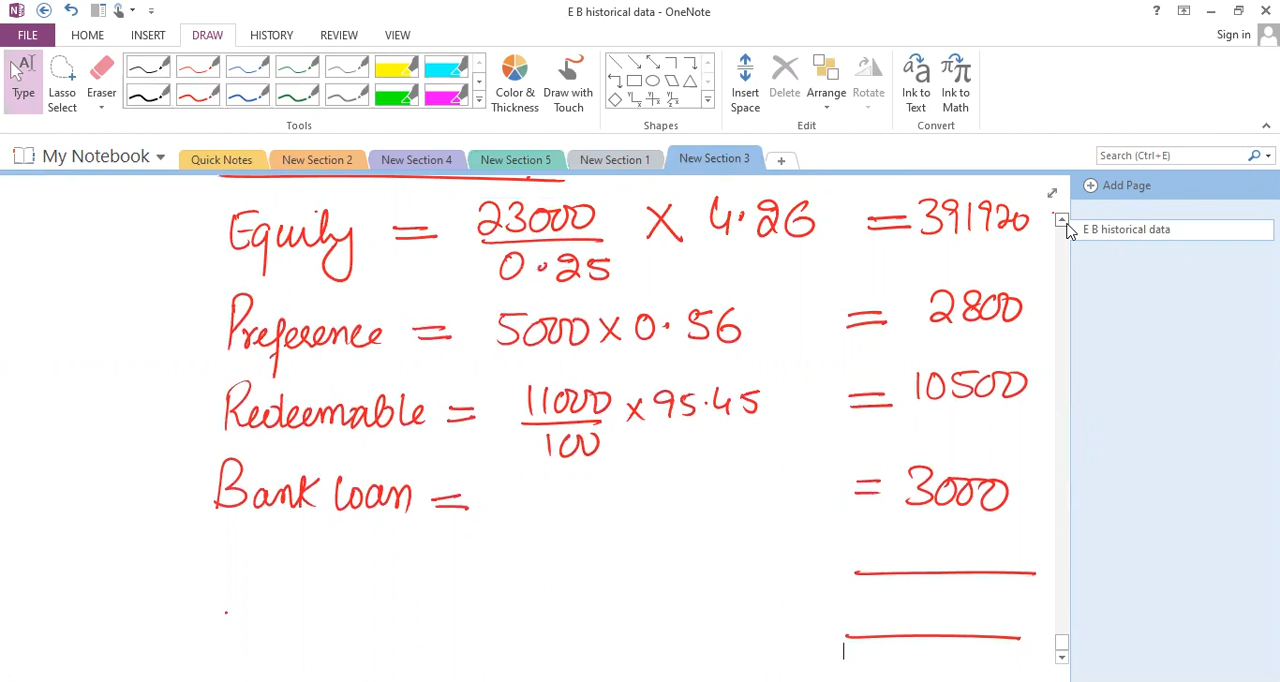 E B historical data - OneNote
?
FILE HOME INSERT DRAW HISTORY REVIEW VIEW
Sign in
Type
Lasso Select
Eraser
Color & Thickness
Draw with Touch
Insert Space
Delete
Arrange
Rotate
Ink to Text
Ink to Math
Tools Shapes Edit Convert
My Notebook Quick Notes New Section 2 New Section 4 New Section 5 New Section 1 New Section 3
Search (Ctrl+E)
Add Page
E B historical data
Equity = 23000/0.25 X 4.26 = 391920
Preference = 5000 X 0.56 = 2800
Redeemable = 11000/100 x 95.45 = 10500
Bank loan = = 3000